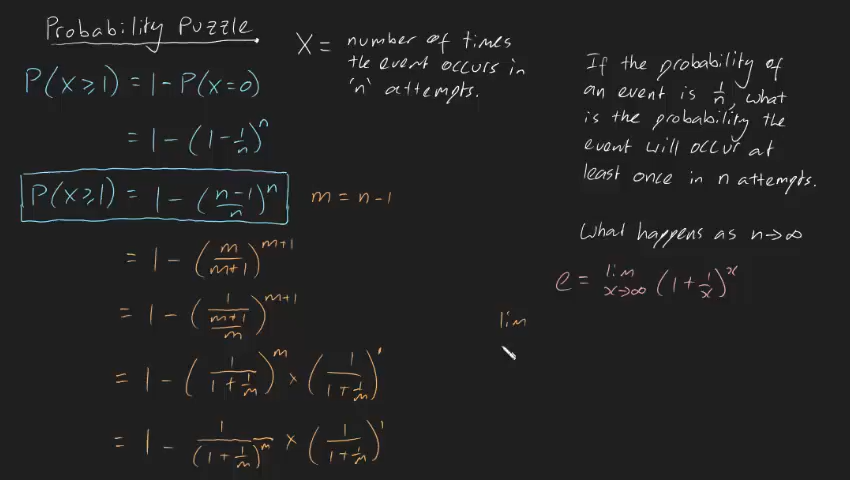 Probability Puzzle
X = number of times
the event occurs in
'n' attempts.
If the probability of
an event is 1/n, what
is the probability the
event will occur at
least once in n attempts.
What happens as n→∞
e = lim x→∞ (1 + 1/x)^x
P(X≥1) = 1 - P(X=0)
= 1 - (1 - 1/n)^n
P(X≥1) = 1 - ((n-1)/n)^n
m = n-1
= 1 - (m/(m+1))^(m+1)
= 1 - (1/((m+1)/m))^(m+1)
= 1 - (1/(1 + 1/m))^m × (1/(1 + 1/m))^1
= 1 - 1/(1 + 1/m)^m × (1/(1 + 1/m))^1
lim